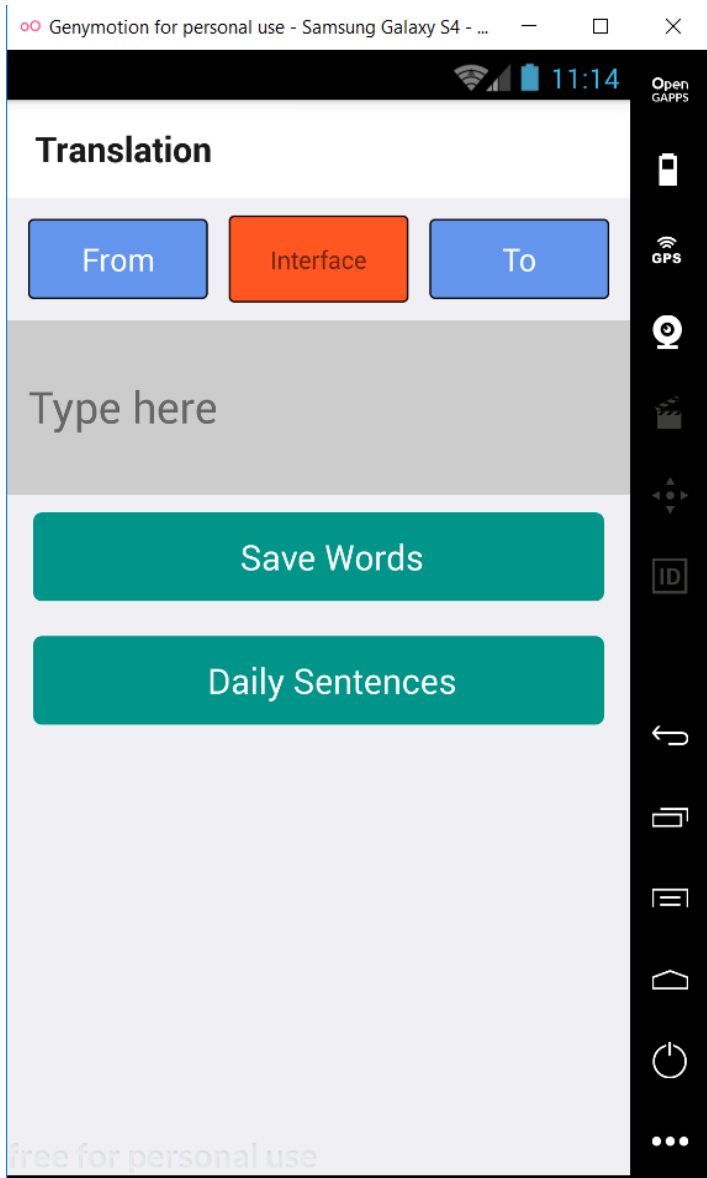 Genymotion for personal use - Samsung Galaxy S4 - ...
11:14
Open
GAPPS
Translation
From Interface To
GPS
Type here
Save Words
ID
Daily Sentences
free for personal use